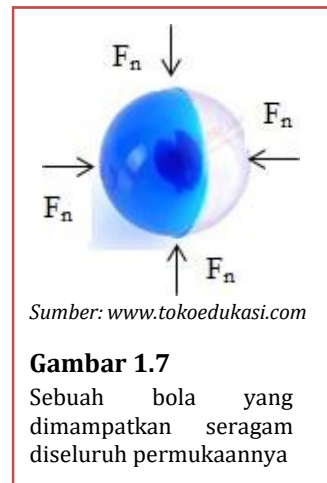 Fₙ
Fₙ
Fₙ
Fₙ
Sumber: www.tokoedukasi.com
Gambar 1.7
Sebuah bola yang
dimampatkan seragam
diseluruh permukaannya